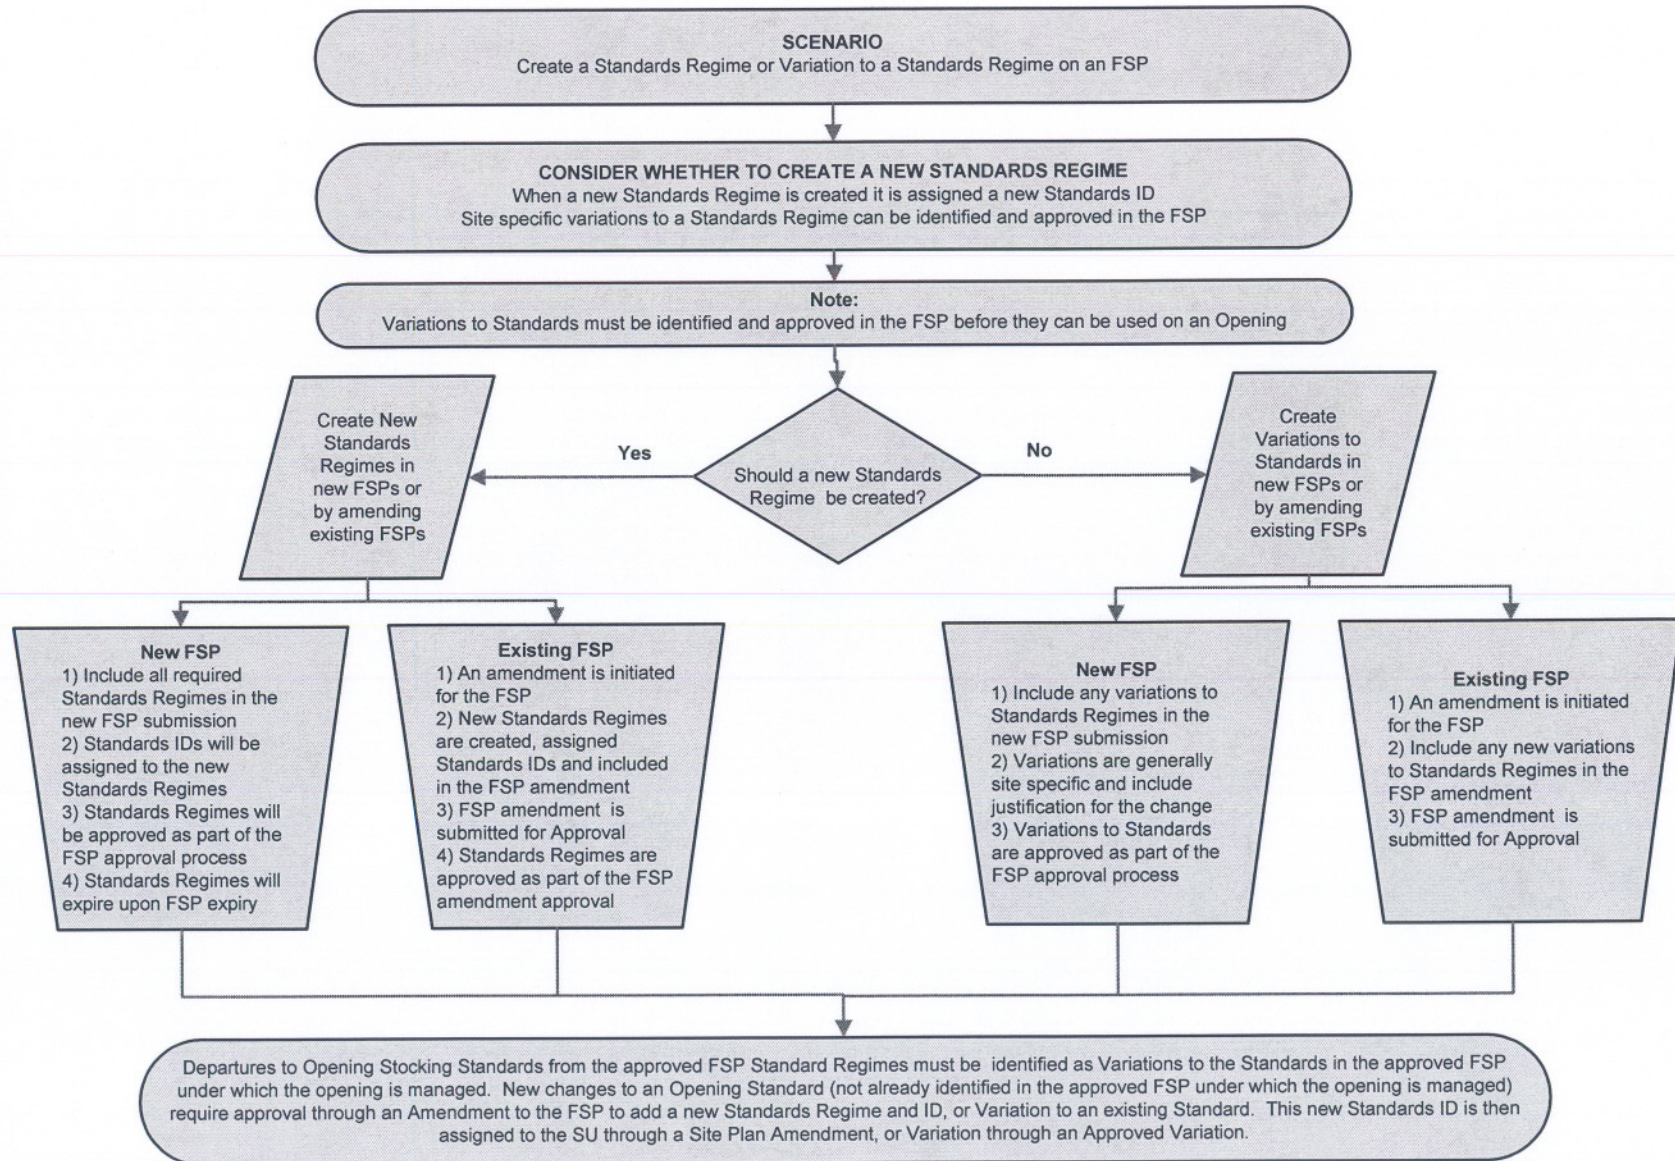 SCENARIO
Create a Standards Regime or Variation to a Standards Regime on an FSP
CONSIDER WHETHER TO CREATE A NEW STANDARDS REGIME
When a new Standards Regime is created it is assigned a new Standards ID
Site specific variations to a Standards Regime can be identified and approved in the FSP
Note:
Variations to Standards must be identified and approved in the FSP before they can be used on an Opening
Create New
Standards
Regimes in
new FSPs or
by amending
existing FSPs
Yes
Should a new Standards
Regime be created?
No
Create
Variations to
Standards in
new FSPs or
by amending
existing FSPs
New FSP
1) Include all required
Standards Regimes in the
new FSP submission
2) Standards IDs will be
assigned to the new
Standards Regimes
3) Standards Regimes will
be approved as part of the
FSP approval process
4) Standards Regimes will
expire upon FSP expiry
Existing FSP
1) An amendment is initiated
for the FSP
2) New Standards Regimes
are created, assigned
Standards IDs and included
in the FSP amendment
3) FSP amendment is
submitted for Approval
4) Standards Regimes are
approved as part of the FSP
amendment approval
New FSP
1) Include any variations to
Standards Regimes in the
new FSP submission
2) Variations are generally
site specific and include
justification for the change
3) Variations to Standards
are approved as part of the
FSP approval process
Existing FSP
1) An amendment is initiated
for the FSP
2) Include any new variations
to Standards Regimes in the
FSP amendment
3) FSP amendment is
submitted for Approval
Departures to Opening Stocking Standards from the approved FSP Standard Regimes must be identified as Variations to the Standards in the approved FSP
under which the opening is managed. New changes to an Opening Standard (not already identified in the approved FSP under which the opening is managed)
require approval through an Amendment to the FSP to add a new Standards Regime and ID, or Variation to an existing Standard. This new Standards ID is then
assigned to the SU through a Site Plan Amendment, or Variation through an Approved Variation.